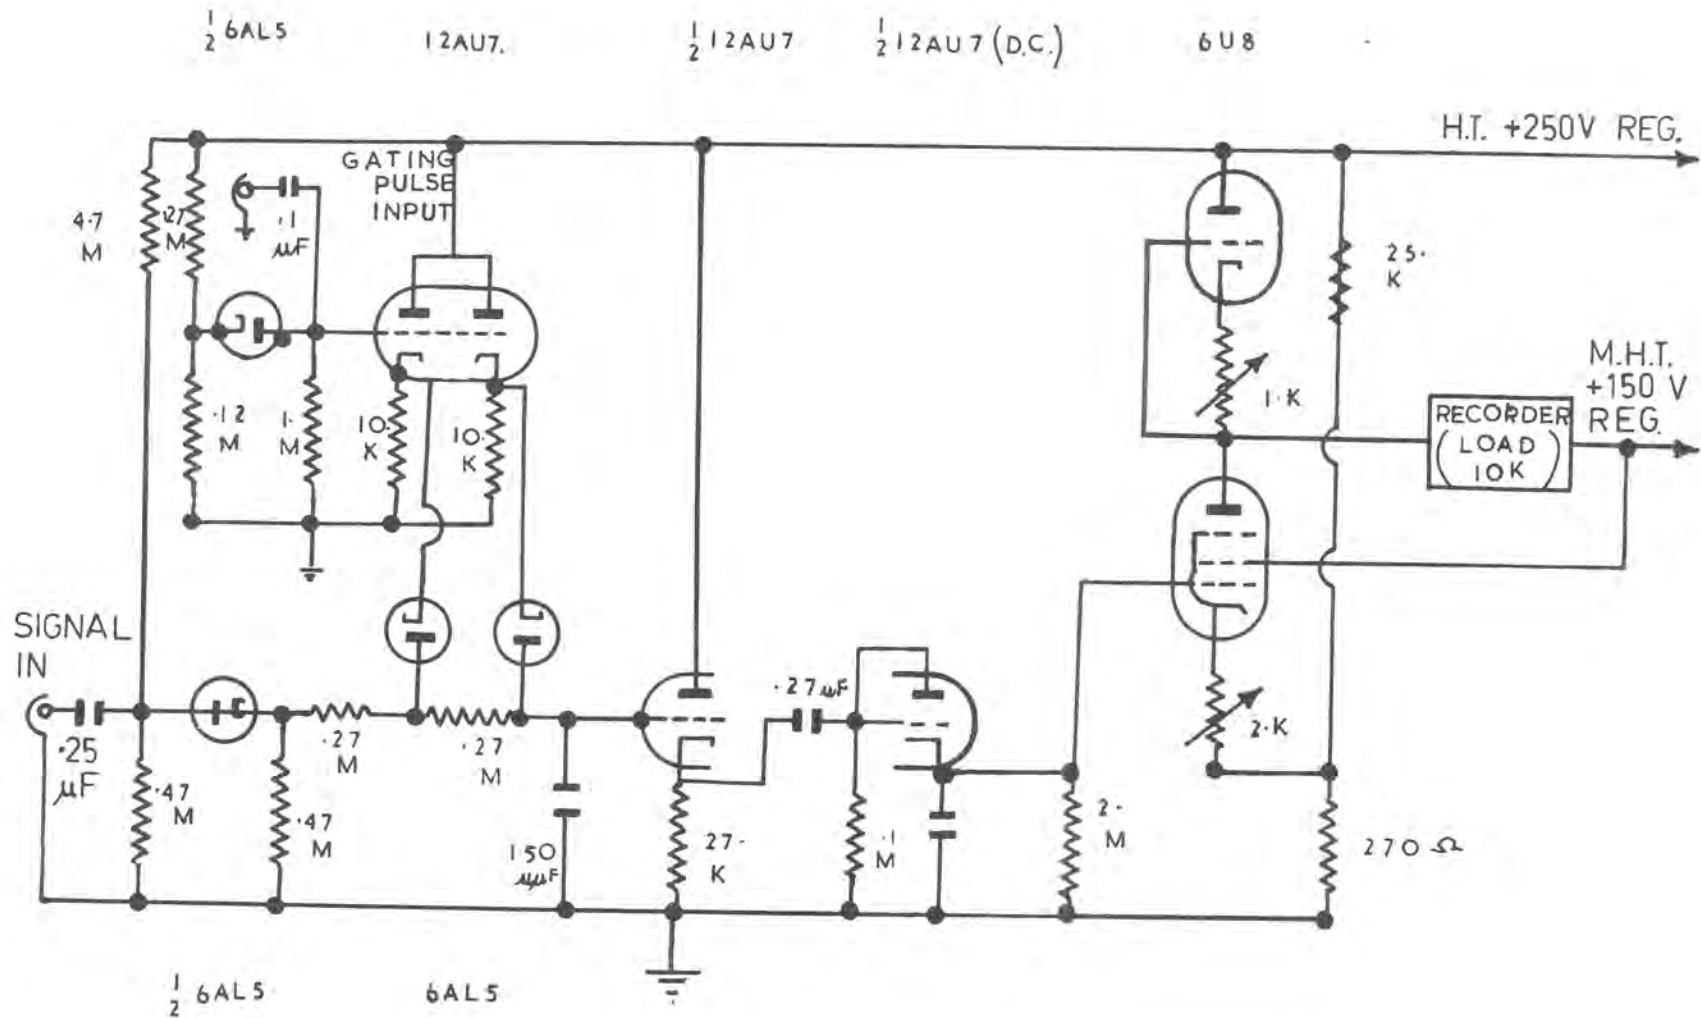 1/2 6AL5
12AU7.
1/2 12AU7
1/2 12AU7 (D.C.)
6U8
H.T. +250V REG.
GATING
PULSE
INPUT
4.7
M
.27
M
.1
μF
25.
K
M.H.T.
+150 V
REG.
1.K
RECORDER
(LOAD
10K)
.12
M
1.
M
10.
K
10.
K
SIGNAL
IN
.25
μF
.27
M
.27
M
.27μF
2.K
.47
M
.47
M
150
μμF
27.
K
.1
M
2.
M
270 Ω
1/2 6AL5
6AL5